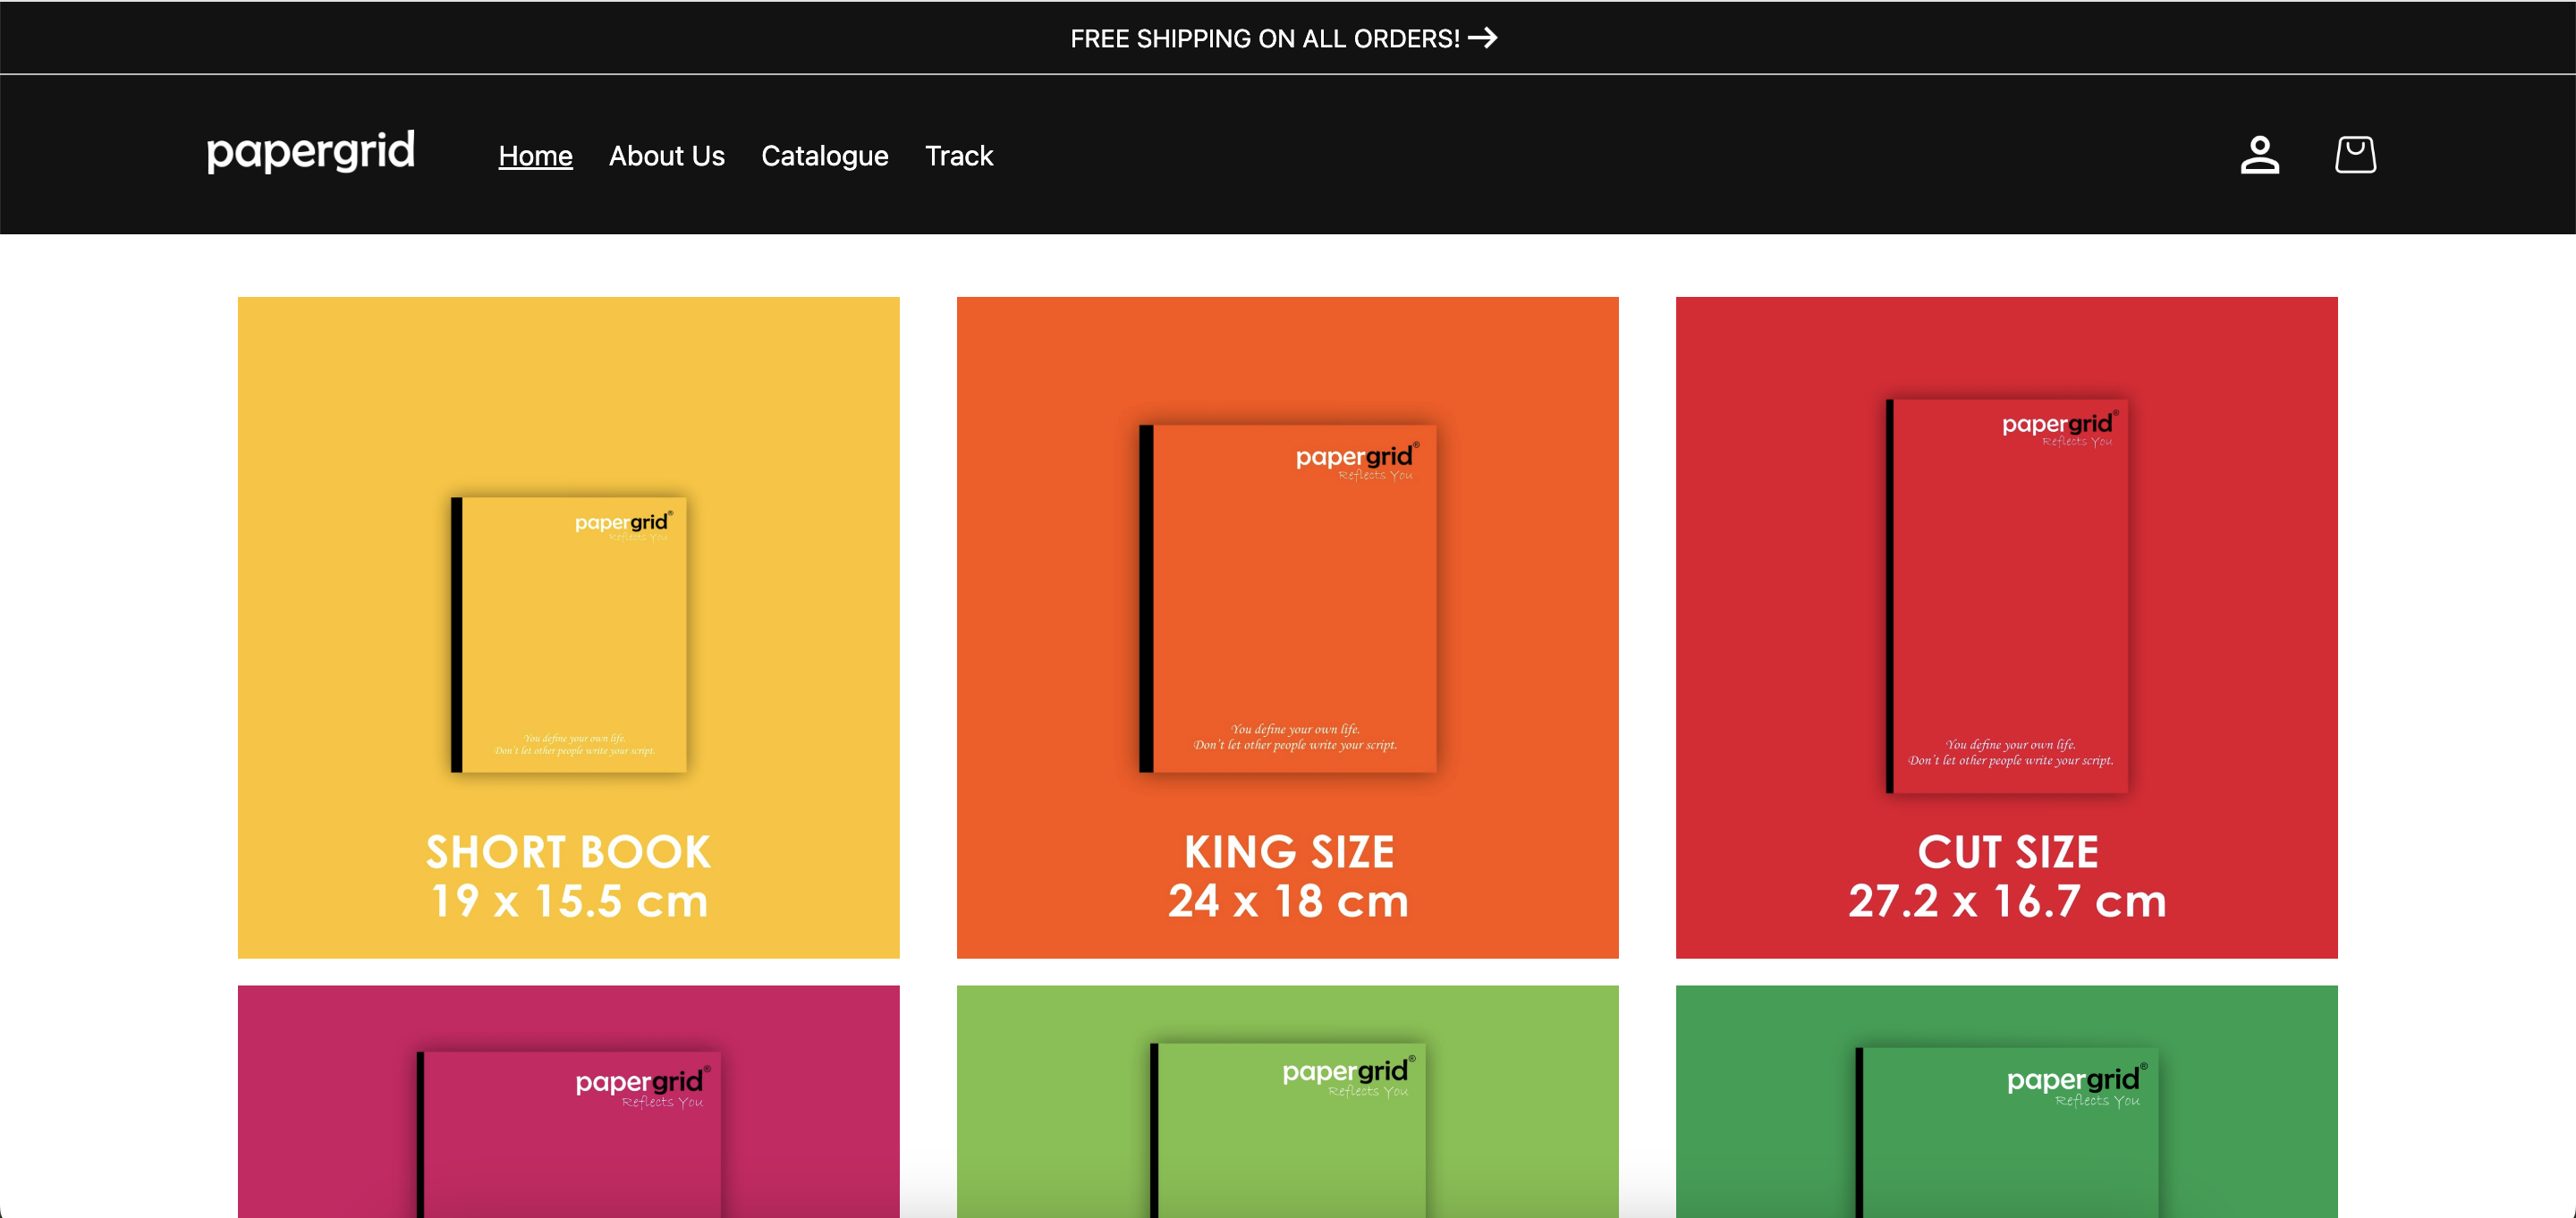 FREE SHIPPING ON ALL ORDERS! →
papergrid Home About Us Catalogue Track
papergrid®
Reflects You
You define your own life.
Don't let other people write your script.
SHORT BOOK
19 x 15.5 cm
papergrid®
Reflects You
You define your own life.
Don't let other people write your script.
KING SIZE
24 x 18 cm
papergrid®
Reflects You
You define your own life.
Don't let other people write your script.
CUT SIZE
27.2 x 16.7 cm
papergrid®
Reflects You
papergrid®
Reflects You
papergrid®
Reflects You